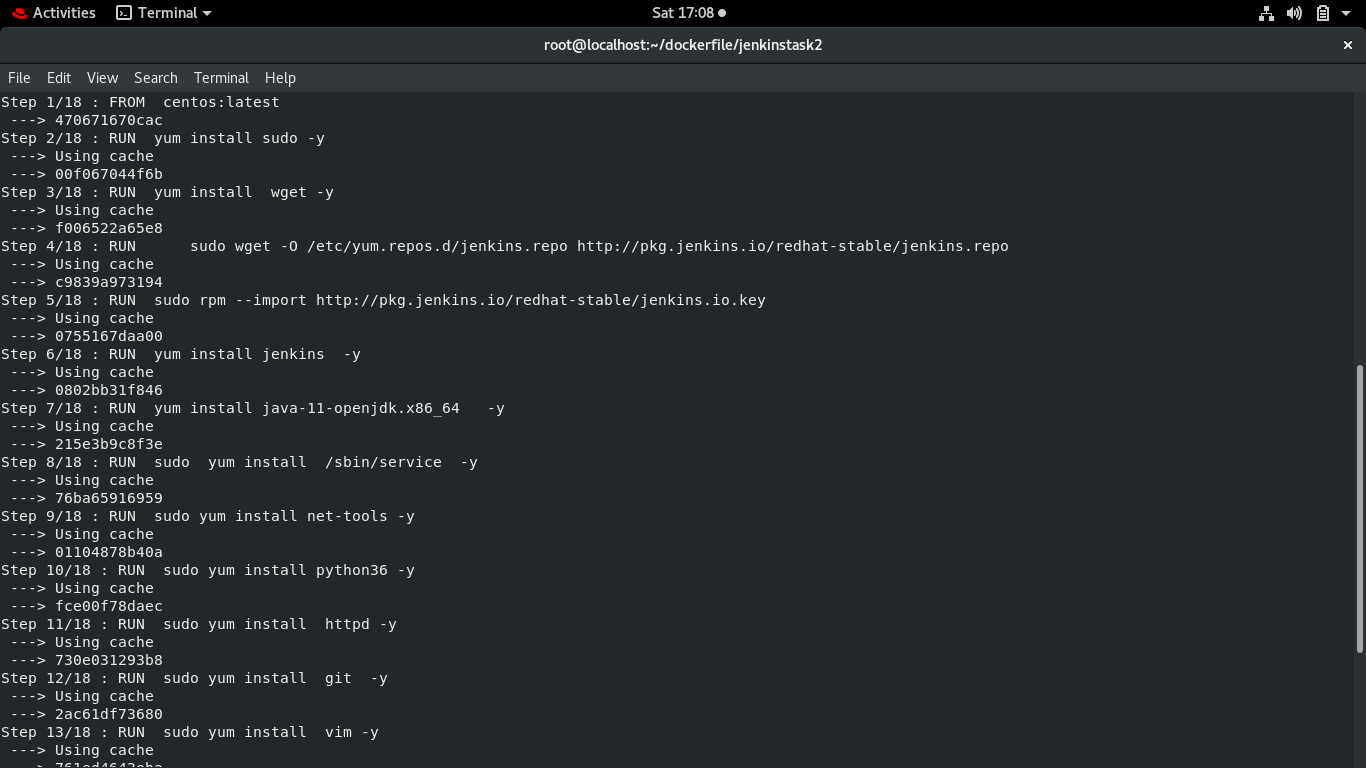 Activities
Terminal
Sat 17:08
root@localhost:~/dockerfile/jenkinstask2
File Edit View Search Terminal Help
Step 1/18 : FROM  centos:latest
 ---> 470671670cac
Step 2/18 : RUN  yum install sudo -y
 ---> Using cache
 ---> 00f067044f6b
Step 3/18 : RUN  yum install  wget -y
 ---> Using cache
 ---> f006522a65e8
Step 4/18 : RUN      sudo wget -O /etc/yum.repos.d/jenkins.repo http://pkg.jenkins.io/redhat-stable/jenkins.repo
 ---> Using cache
 ---> c9839a973194
Step 5/18 : RUN  sudo rpm --import http://pkg.jenkins.io/redhat-stable/jenkins.io.key
 ---> Using cache
 ---> 0755167daa00
Step 6/18 : RUN  yum install jenkins  -y
 ---> Using cache
 ---> 0802bb31f846
Step 7/18 : RUN  yum install java-11-openjdk.x86_64   -y
 ---> Using cache
 ---> 215e3b9c8f3e
Step 8/18 : RUN  sudo  yum install  /sbin/service  -y
 ---> Using cache
 ---> 76ba65916959
Step 9/18 : RUN  sudo yum install net-tools -y
 ---> Using cache
 ---> 01104878b40a
Step 10/18 : RUN  sudo yum install python36 -y
 ---> Using cache
 ---> fce00f78daec
Step 11/18 : RUN  sudo yum install  httpd -y
 ---> Using cache
 ---> 730e031293b8
Step 12/18 : RUN  sudo yum install  git  -y
 ---> Using cache
 ---> 2ac61df73680
Step 13/18 : RUN  sudo yum install  vim -y
 ---> Using cache